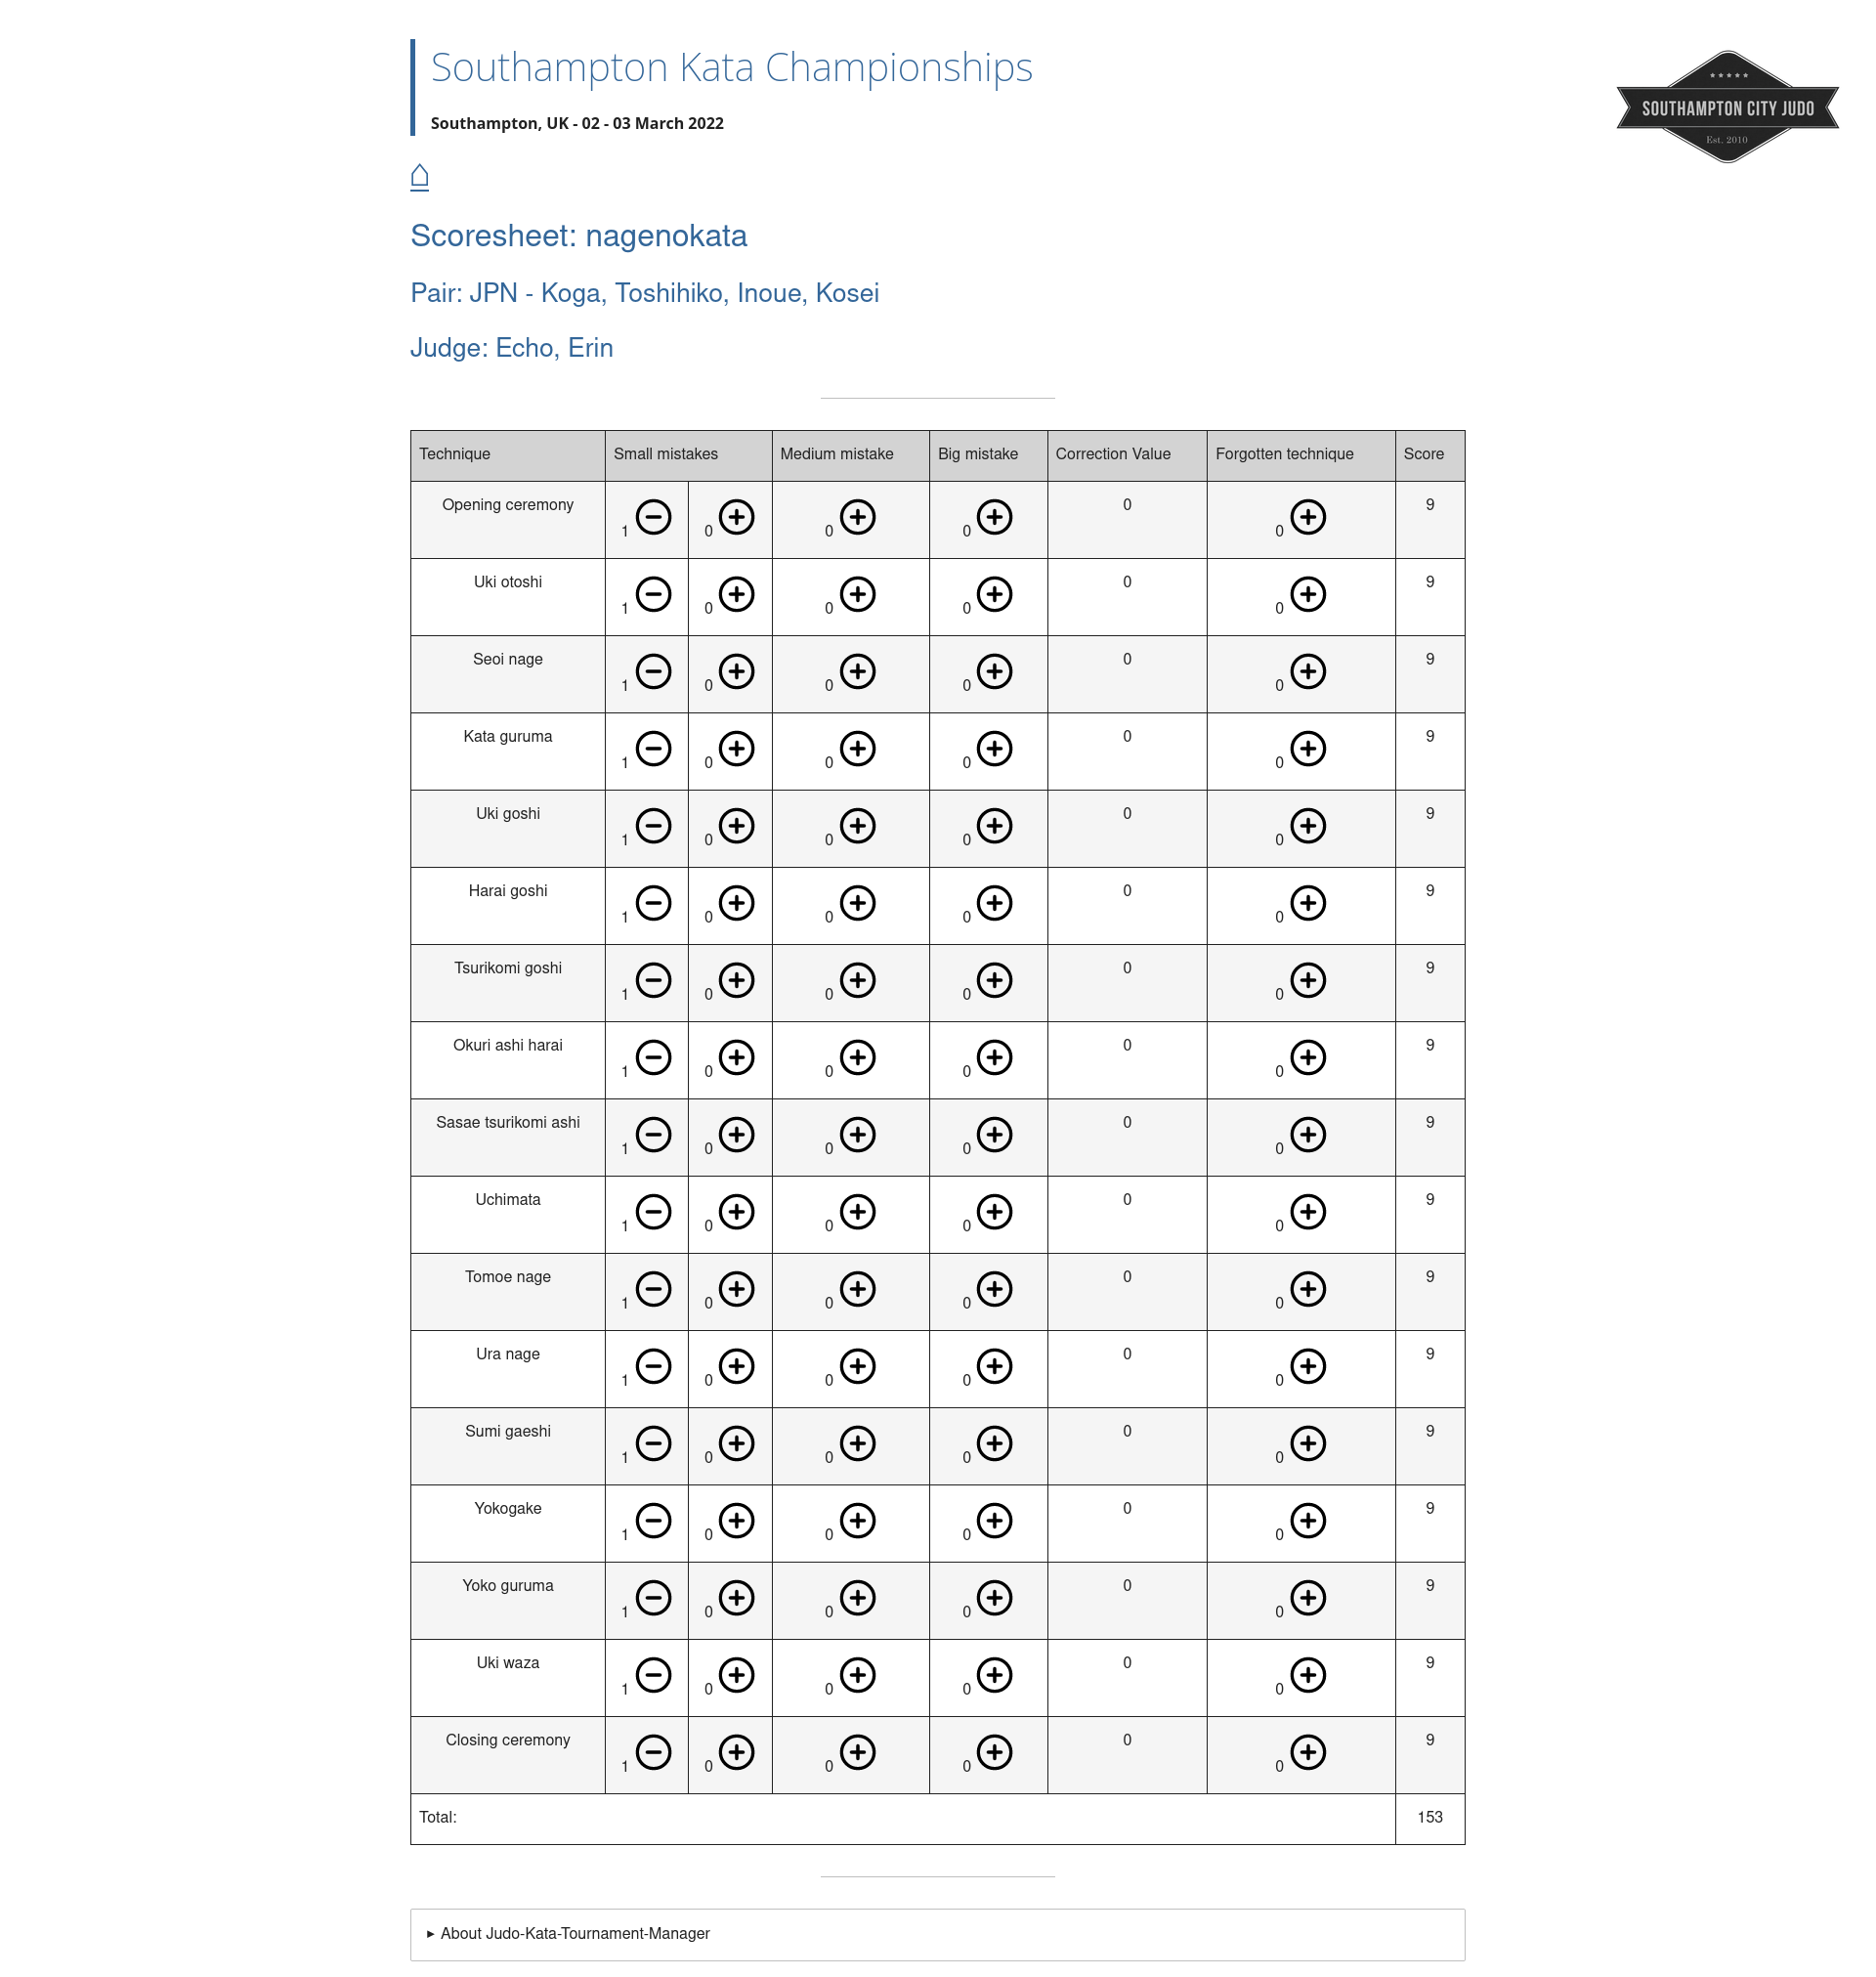 Southampton Kata Championships
Southampton, UK - 02 - 03 March 2022
★★★★★
SOUTHAMPTON CITY JUDO
Est. 2010
Scoresheet: nagenokata
Pair: JPN - Koga, Toshihiko, Inoue, Kosei
Judge: Echo, Erin
Technique Small mistakes Medium mistake Big mistake Correction Value Forgotten technique Score
Opening ceremony 1 0 0 0 0 0 9
Uki otoshi 1 0 0 0 0 0 9
Seoi nage 1 0 0 0 0 0 9
Kata guruma 1 0 0 0 0 0 9
Uki goshi 1 0 0 0 0 0 9
Harai goshi 1 0 0 0 0 0 9
Tsurikomi goshi 1 0 0 0 0 0 9
Okuri ashi harai 1 0 0 0 0 0 9
Sasae tsurikomi ashi 1 0 0 0 0 0 9
Uchimata 1 0 0 0 0 0 9
Tomoe nage 1 0 0 0 0 0 9
Ura nage 1 0 0 0 0 0 9
Sumi gaeshi 1 0 0 0 0 0 9
Yokogake 1 0 0 0 0 0 9
Yoko guruma 1 0 0 0 0 0 9
Uki waza 1 0 0 0 0 0 9
Closing ceremony 1 0 0 0 0 0 9
Total: 153
▸ About Judo-Kata-Tournament-Manager